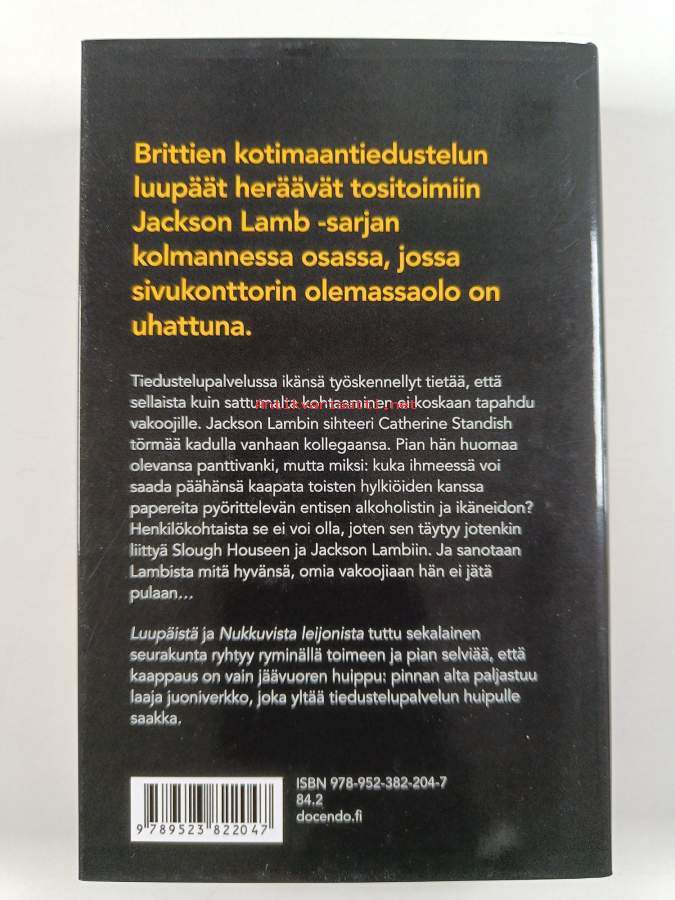 Brittien kotimaantiedustelun
luupäät heräävät tositoimiin
Jackson Lamb -sarjan
kolmannessa osassa, jossa
sivukonttorin olemassaolo on
uhattuna.
Tiedustelupalvelussa ikänsä työskennellyt tietää, että
sellaista kuin sattumalta kohtaaminen ei koskaan tapahdu
antikvariaatti.net
vakoojille. Jackson Lambin sihteeri Catherine Standish
törmää kadulla vanhaan kollegaansa. Pian hän huomaa
olevansa panttivanki, mutta miksi: kuka ihmeessä voi
saada päähänsä kaapata toisten hylkiöiden kanssa
papereita pyörittelevän entisen alkoholistin ja ikäneidon?
Henkilökohtaista se ei voi olla, joten sen täytyy jotenkin
liittyä Slough Houseen ja Jackson Lambiin. Ja sanotaan
Lambista mitä hyvänsä, omia vakoojiaan hän ei jätä
pulaan...
Luupäistä ja Nukkuvista leijonista tuttu sekalainen
seurakunta ryhtyy ryminällä toimeen ja pian selviää, että
kaappaus on vain jäävuoren huippu: pinnan alta paljastuu
laaja juoniverkko, joka yltää tiedustelupalvelun huipulle
saakka.
ISBN 978-952-382-204-7
84.2
docendo.fi
9 789523 822047